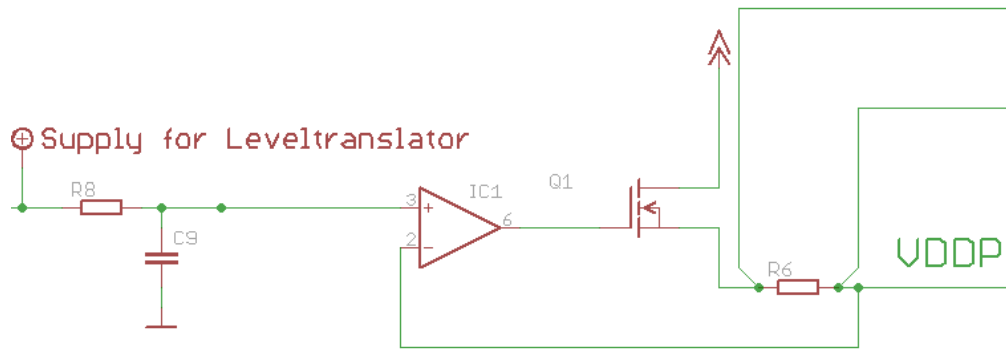 Supply for Leveltranslator
R8
C9
3
2
IC1
6
Q1
R6
VDDP